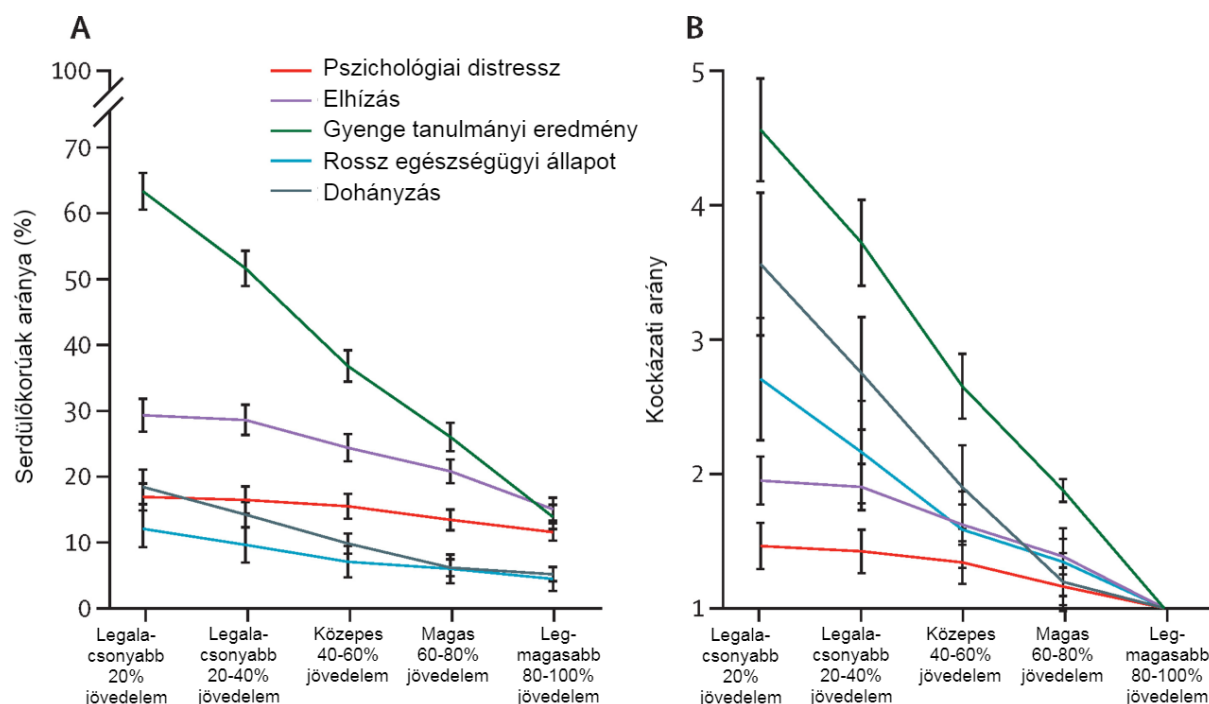 A
100
70
60
50
40
30
20
10
0
Serdülőkorúak aránya (%)
Pszichológiai distressz
Elhízás
Gyenge tanulmányi eredmény
Rossz egészségügyi állapot
Dohányzás
Legala-
csonyabb
20%
jövedelem
Legala-
csonyabb
20-40%
jövedelem
Közepes
40-60%
jövedelem
Magas
60-80%
jövedelem
Leg-
magasabb
80-100%
jövedelem
B
5
4
3
2
1
Kockázati arány
Legala-
csonyabb
20%
jövedelem
Legala-
csonyabb
20-40%
jövedelem
Közepes
40-60%
jövedelem
Magas
60-80%
jövedelem
Leg-
magasabb
80-100%
jövedelem